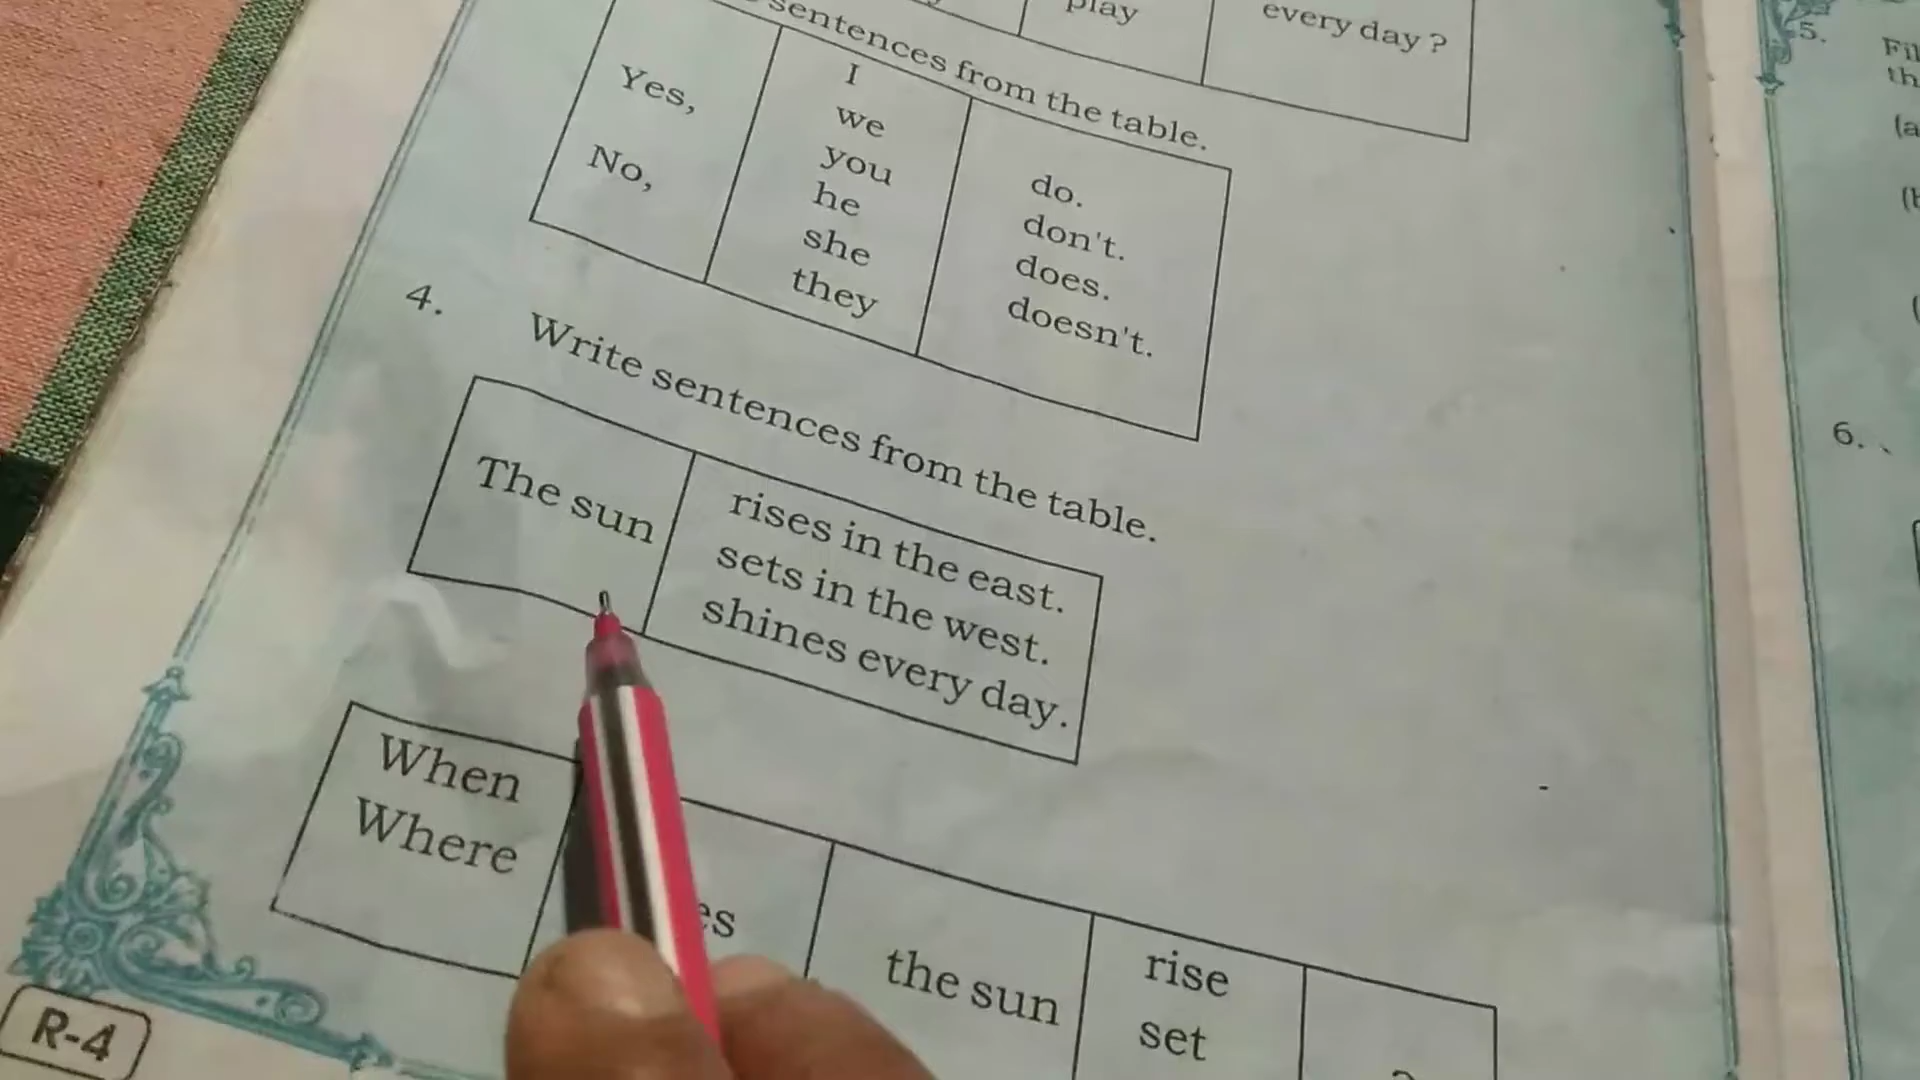 play
every day ?
sentences from the table.
Yes,
No,
I
we
you
he
she
they
do.
don't.
does.
doesn't.
4. Write sentences from the table.
The sun
rises in the east.
sets in the west.
shines every day.
When
Where
the sun
rise
set
?
R-4
5.
6.